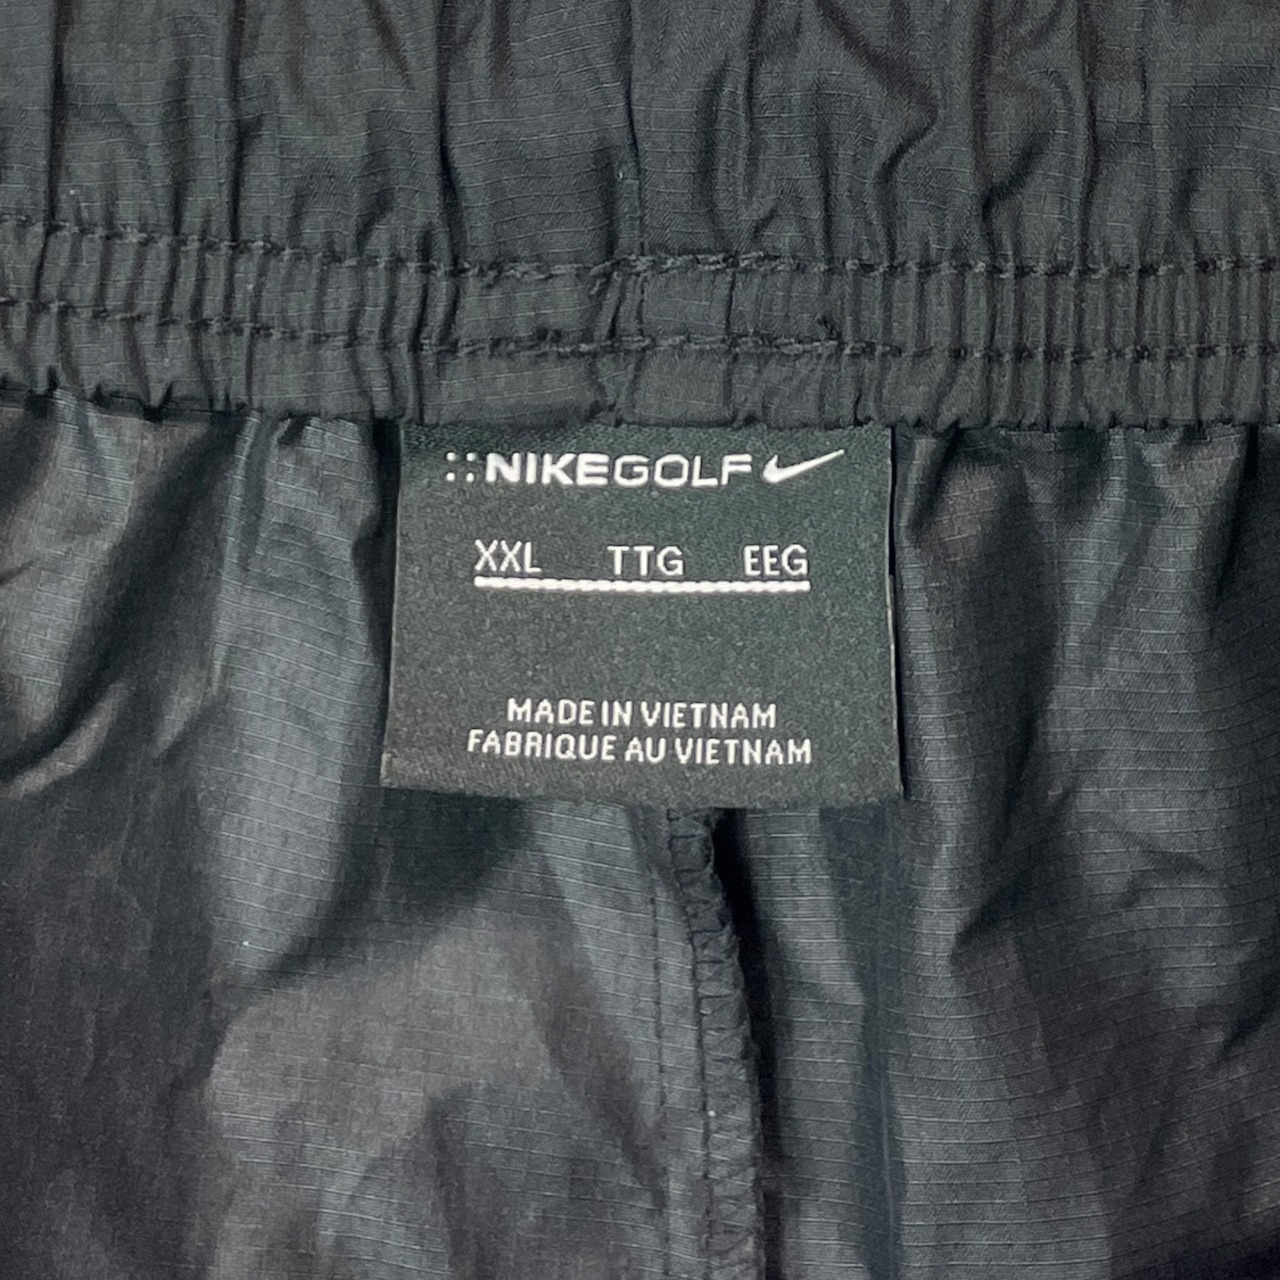 NIKEGOLF
XXL TTG EEG
MADE IN VIETNAM
FABRIQUE AU VIETNAM